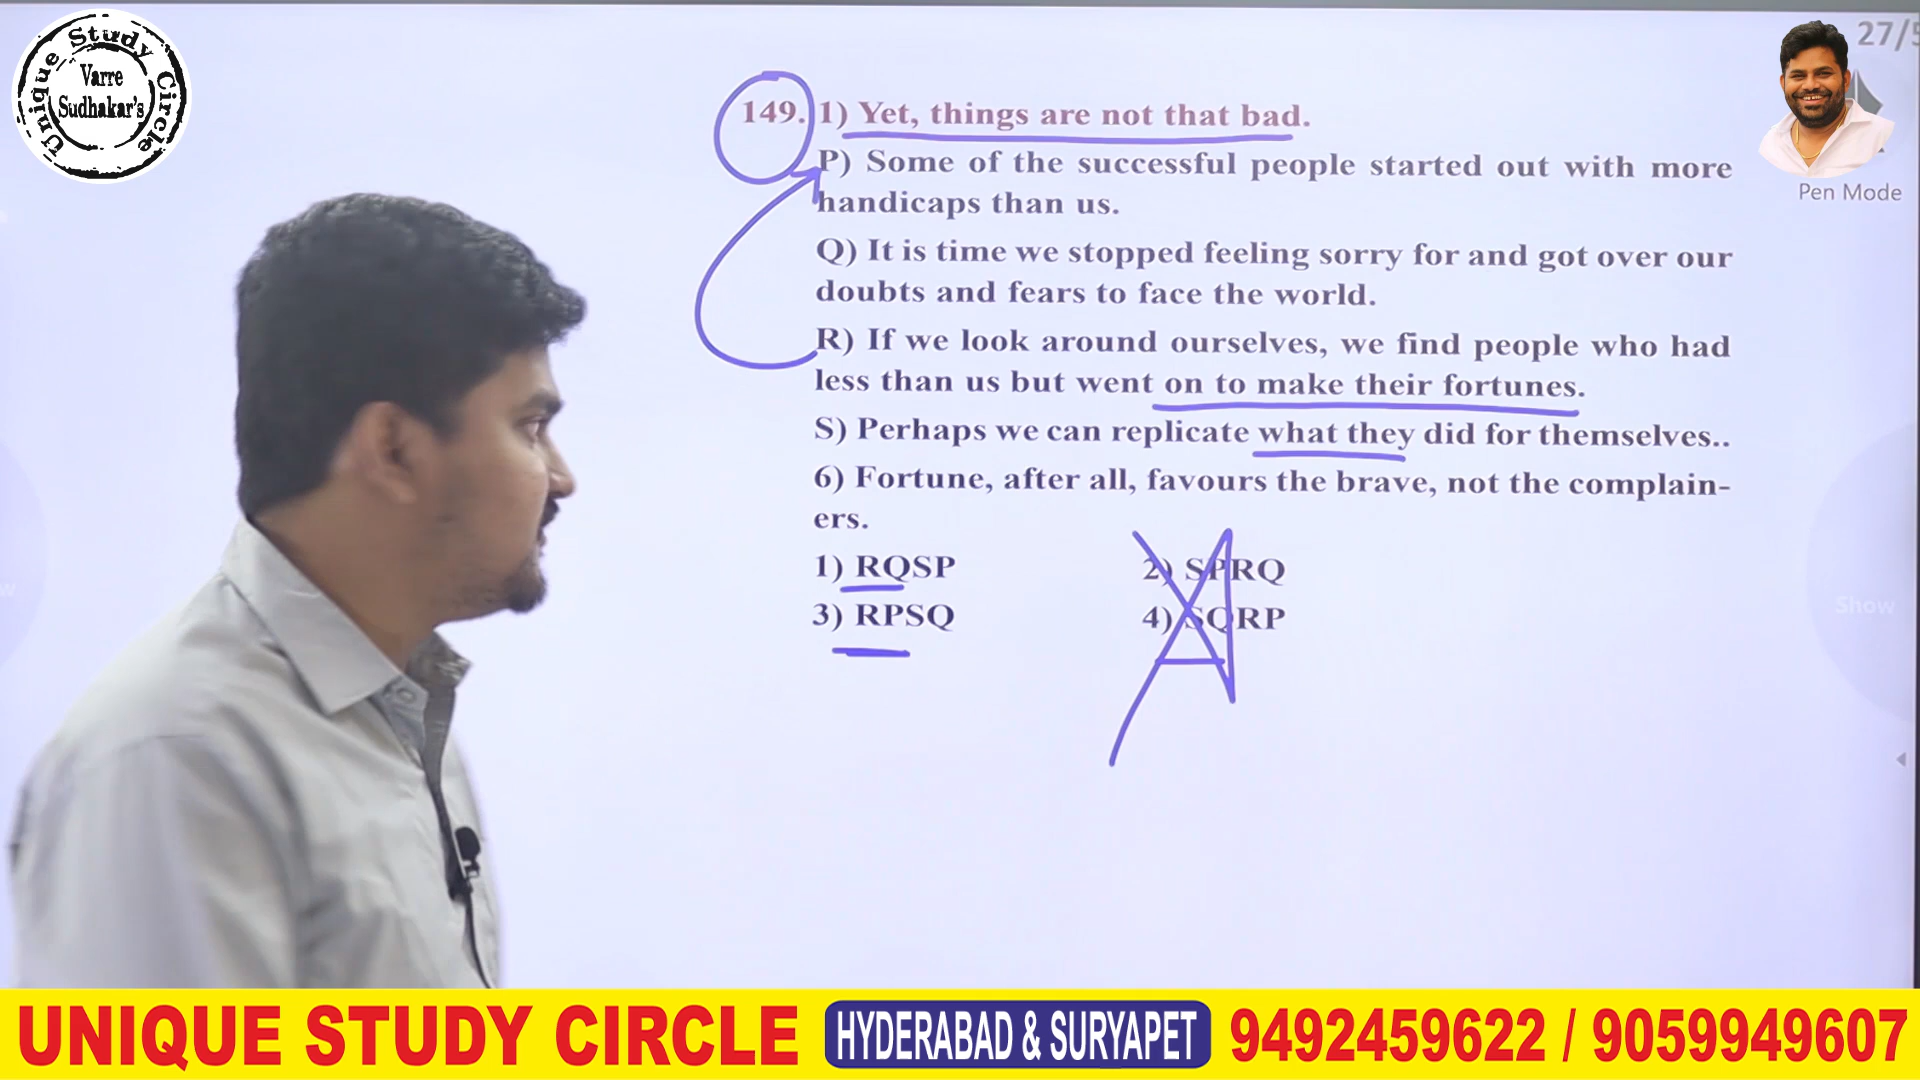 Unique Study Circle
Varre
Sudhakar's
27/5
Pen Mode
149. 1) Yet, things are not that bad.
P) Some of the successful people started out with more
handicaps than us.
Q) It is time we stopped feeling sorry for and got over our
doubts and fears to face the world.
R) If we look around ourselves, we find people who had
less than us but went on to make their fortunes.
S) Perhaps we can replicate what they did for themselves..
6) Fortune, after all, favours the brave, not the complain-
ers.
1) RQSP 2) SPRQ
3) RPSQ 4) SQRP
Show
UNIQUE STUDY CIRCLE HYDERABAD & SURYAPET 9492459622 / 9059949607